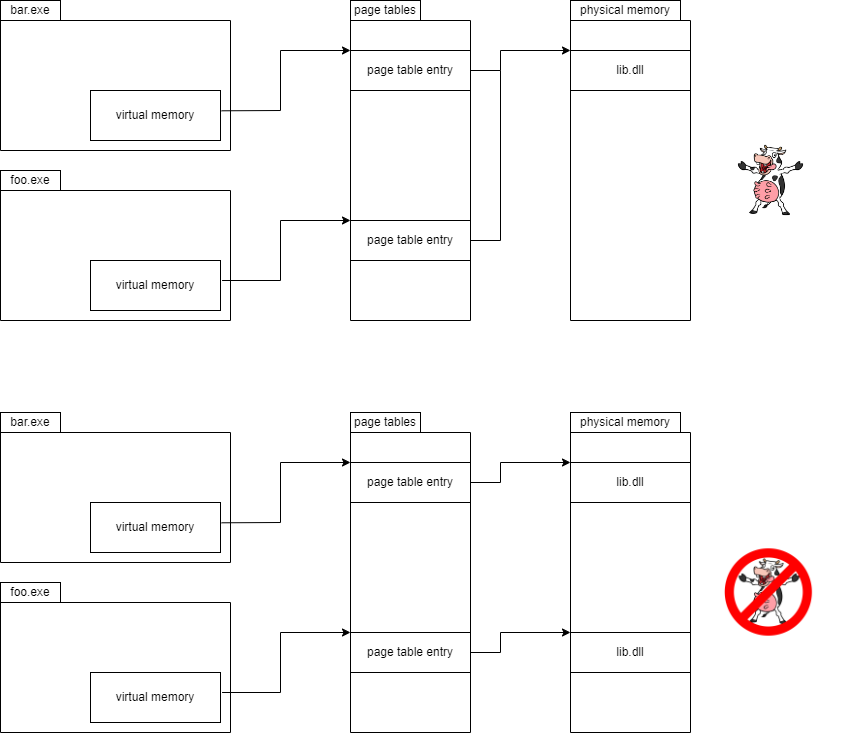 bar.exe
page tables
physical memory
page table entry
lib.dll
virtual memory
foo.exe
page table entry
virtual memory
bar.exe
page tables
physical memory
page table entry
lib.dll
virtual memory
foo.exe
page table entry
lib.dll
virtual memory